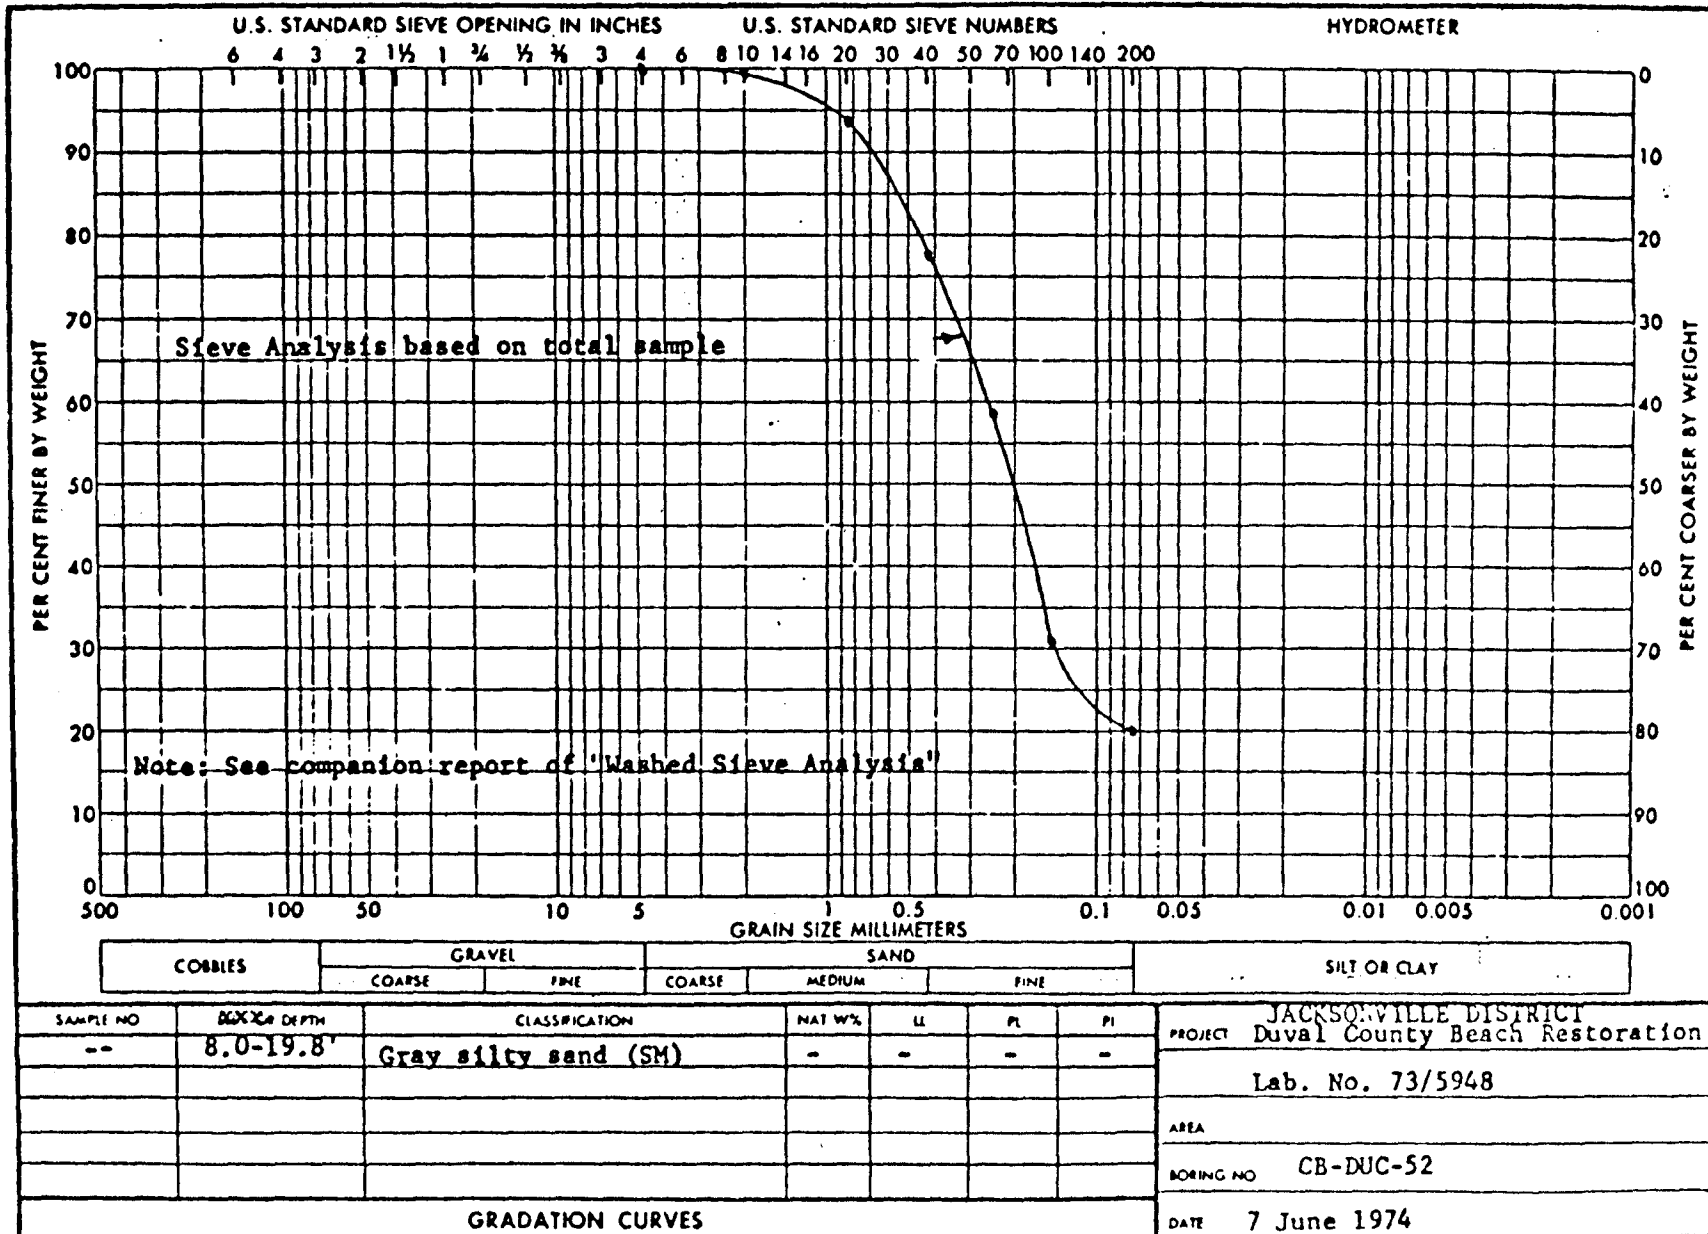 U.S. STANDARD SIEVE OPENING IN INCHES U.S. STANDARD SIEVE NUMBERS HYDROMETER
6 4 3 2 1½ 1 ¾ ½ ⅜ 3 4 6 8 10 14 16 20 30 40 50 70 100 140 200
100 0
90 10
80 20
70 30
Sieve Analysis based on total sample
60 40
50 50
40 60
30 70
20 80
Note: See companion report of "Washed Sieve Analysis"
10 90
0 100
PER CENT FINER BY WEIGHT
PER CENT COARSER BY WEIGHT
500 100 50 10 5 1 0.5 0.1 0.05 0.01 0.005 0.001
GRAIN SIZE MILLIMETERS
COBBLES GRAVEL SAND SILT OR CLAY
COARSE FINE COARSE MEDIUM FINE
SAMPLE NO DEPTH CLASSIFICATION NAT W% LL PL PI
-- 8.0-19.8' Gray silty sand (SM) - - - -
JACKSONVILLE DISTRICT
PROJECT Duval County Beach Restoration
Lab. No. 73/5948
AREA
BORING NO CB-DUC-52
GRADATION CURVES
DATE 7 June 1974